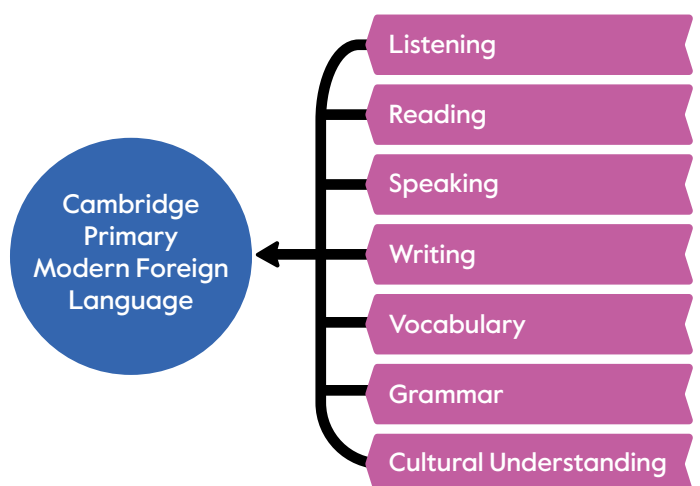 Cambridge
Primary
Modern Foreign
Language
Listening
Reading
Speaking
Writing
Vocabulary
Grammar
Cultural Understanding